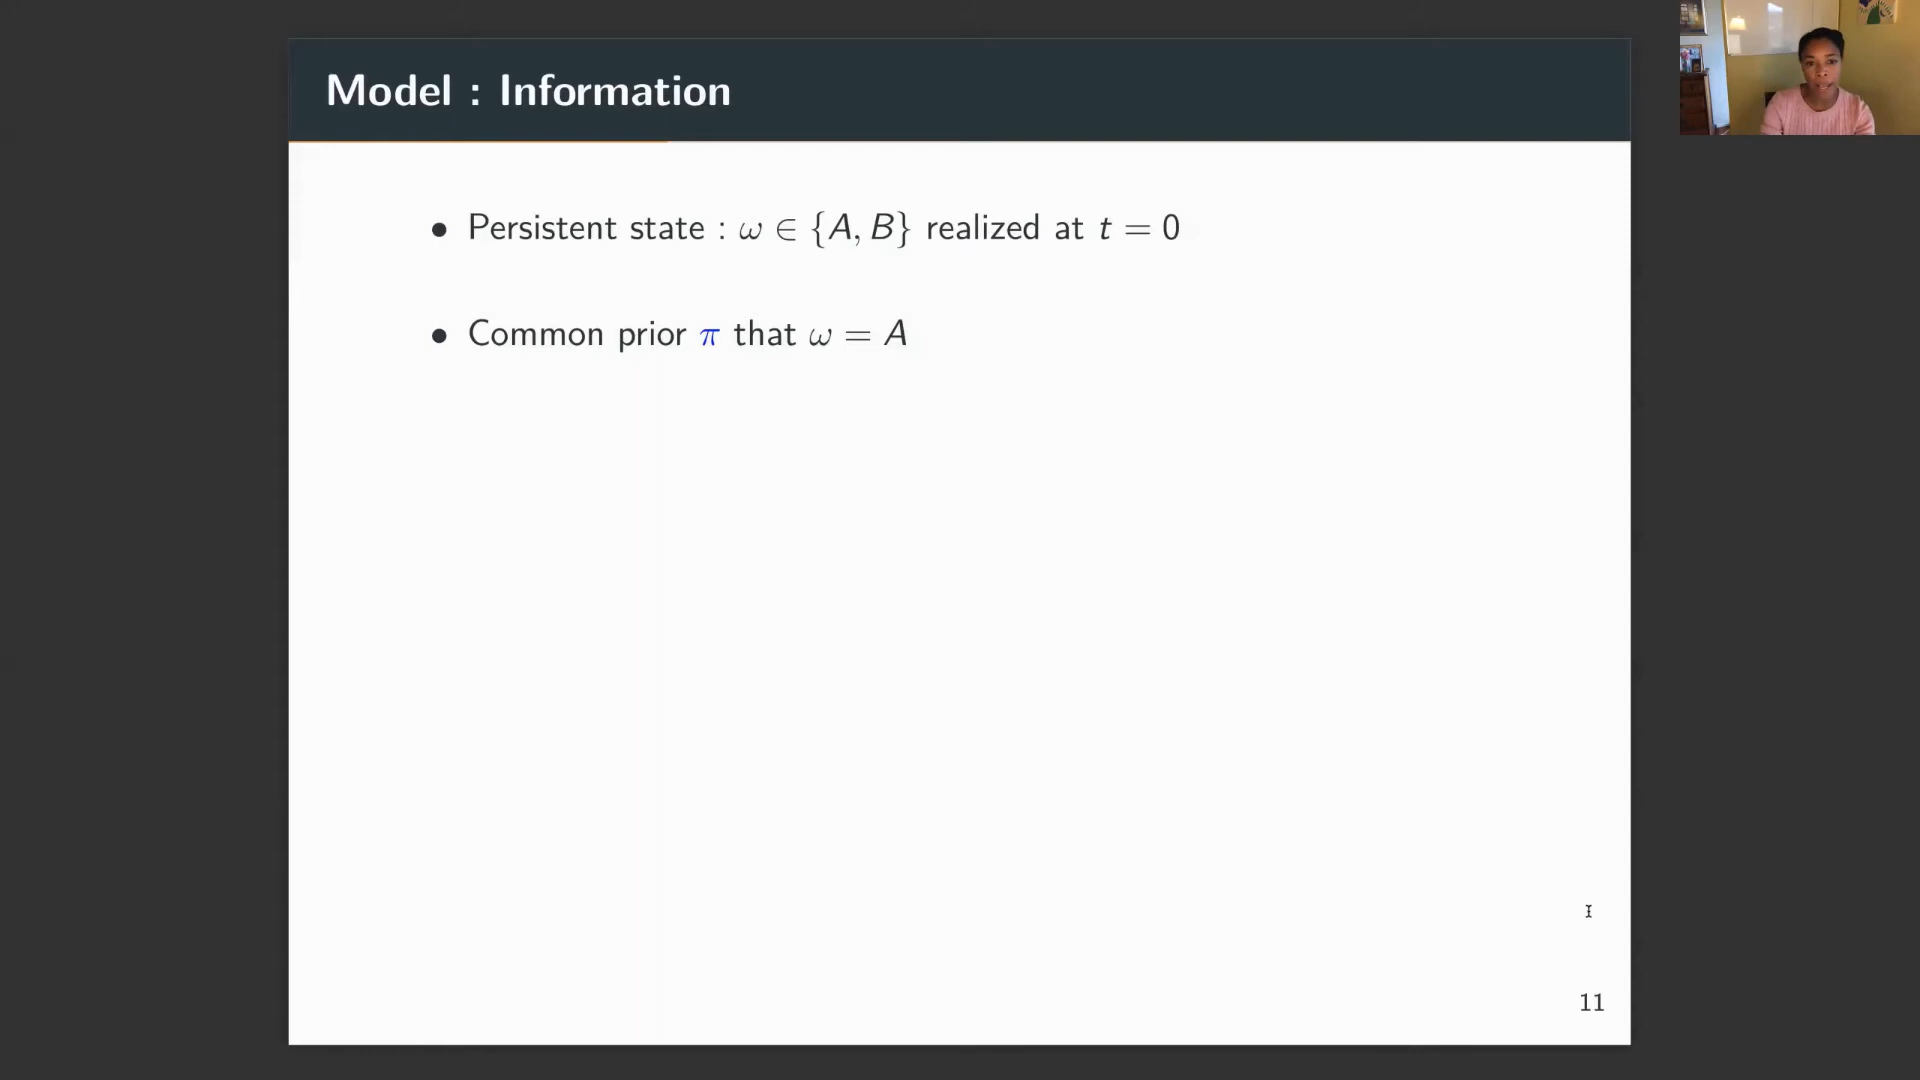 Model : Information
• Persistent state : ω ∈ {A, B} realized at t = 0
• Common prior π that ω = A
11